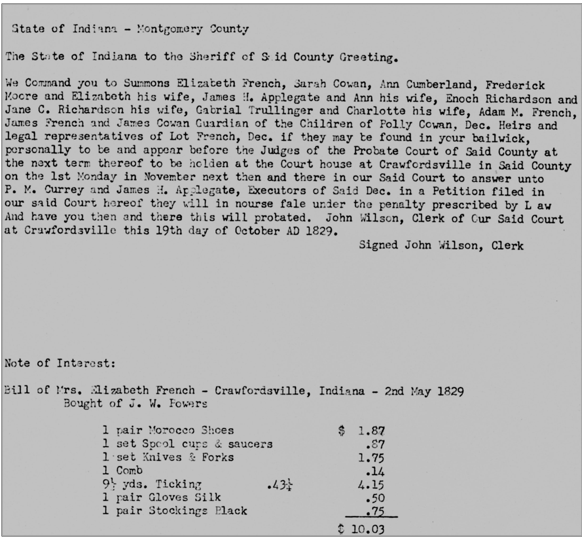 State of Indiana - Montgomery County
The State of Indiana to the Sheriff of Said County Greeting.
We Command you to Summons Elizabeth French, Sarah Cowan, Ann Cumberland, Frederick
Moore and Elizabeth his wife, James H. Applegate and Ann his wife, Enoch Richardson and
Jane C. Richardson his wife, Gabrial Trullinger and Charlotte his wife, Adam M. French,
James French and James Cowan Guardian of the Children of Polly Cowan, Dec. Heirs and
legal representatives of Lot French, Dec. if they may be found in your bailwick,
personally to be and appear before the Judges of the Probate Court of Said County at
the next term thereof to be holden at the Court house at Crawfordsville in Said County
on the 1st Monday in November next then and there in our Said Court to answer unto
P. M. Currey and James H. Applegate, Executors of Said Dec. in a Petition filed in
our said Court hereof they will in nourse fale under the penalty prescribed by L aw
And have you then and there this will probated. John Wilson, Clerk of Our Said Court
at Crawfordsville this 19th day of October AD 1829.
Signed John Wilson, Clerk
Note of Interest:
Bill of Mrs. Elizabeth French - Crawfordsville, Indiana - 2nd May 1829
Bought of J. W. Powers
1 pair Morocco Shoes $ 1.87
1 set Spool cups & saucers .87
1 set Knives & Forks 1.75
1 Comb .14
9½ yds. Ticking .43¾ 4.15
1 pair Gloves Silk .50
1 pair Stockings Black .75
$ 10.03